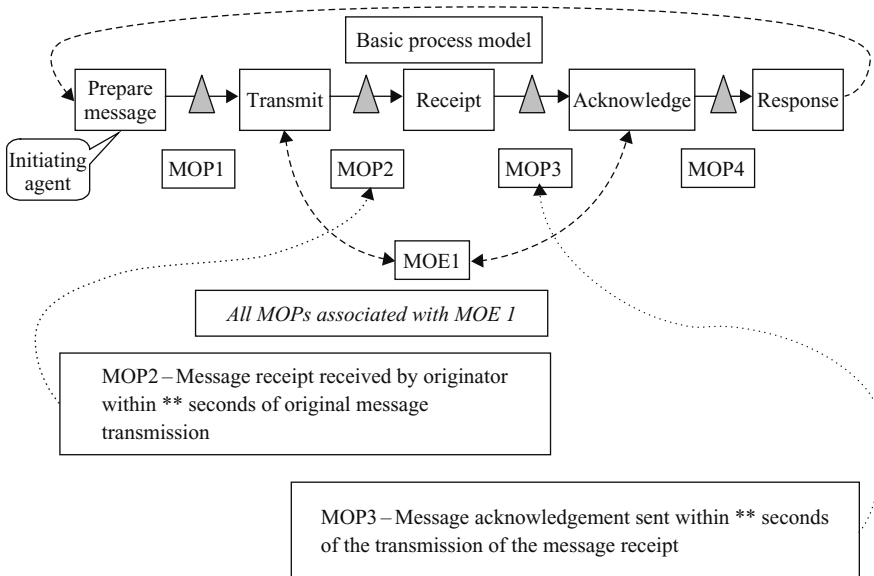 Basic process model
Prepare
message
Transmit
Receipt
Acknowledge
Response
Initiating
agent
MOP1
MOP2
MOP3
MOP4
MOE1
All MOPs associated with MOE 1
MOP2 – Message receipt received by originator
within ** seconds of original message
transmission
MOP3 – Message acknowledgement sent within ** seconds
of the transmission of the message receipt